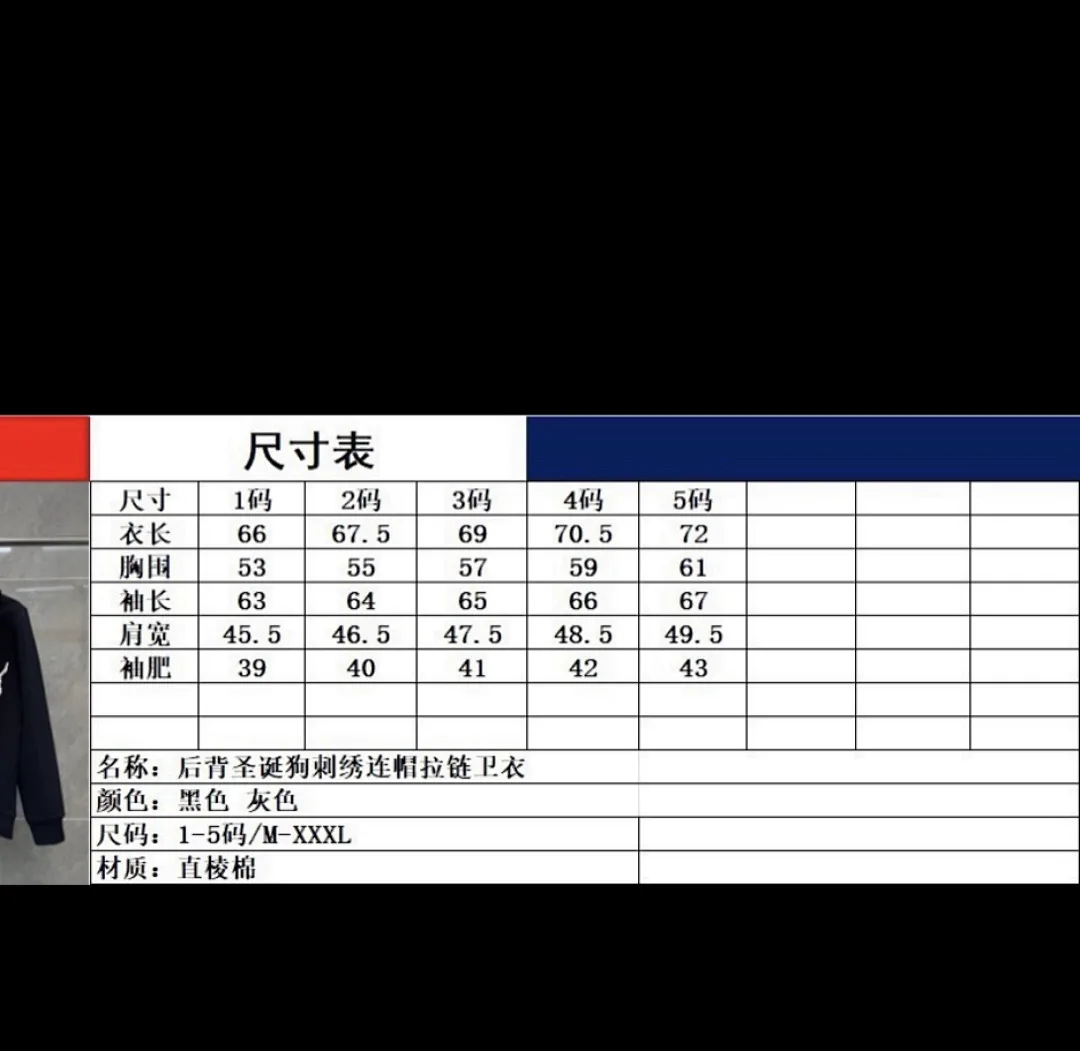 尺寸表
尺寸 1码 2码 3码 4码 5码
衣长 66 67.5 69 70.5 72
胸围 53 55 57 59 61
袖长 63 64 65 66 67
肩宽 45.5 46.5 47.5 48.5 49.5
袖肥 39 40 41 42 43
名称：后背圣诞狗刺绣连帽拉链卫衣
颜色：黑色 灰色
尺码：1-5码/M-XXXL
材质：直棱棉